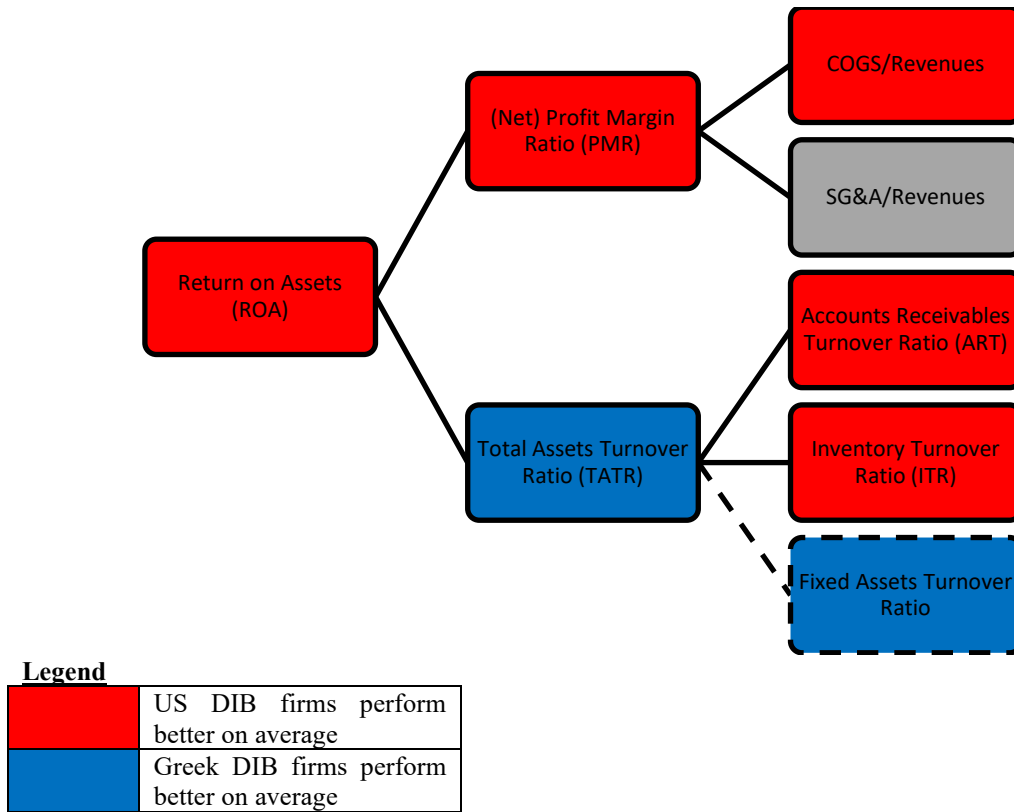 COGS/Revenues
(Net) Profit Margin
Ratio (PMR)
SG&A/Revenues
Return on Assets
(ROA)
Accounts Receivables
Turnover Ratio (ART)
Total Assets Turnover
Ratio (TATR)
Inventory Turnover
Ratio (ITR)
Fixed Assets Turnover
Ratio
Legend
US DIB firms perform
better on average
Greek DIB firms perform
better on average